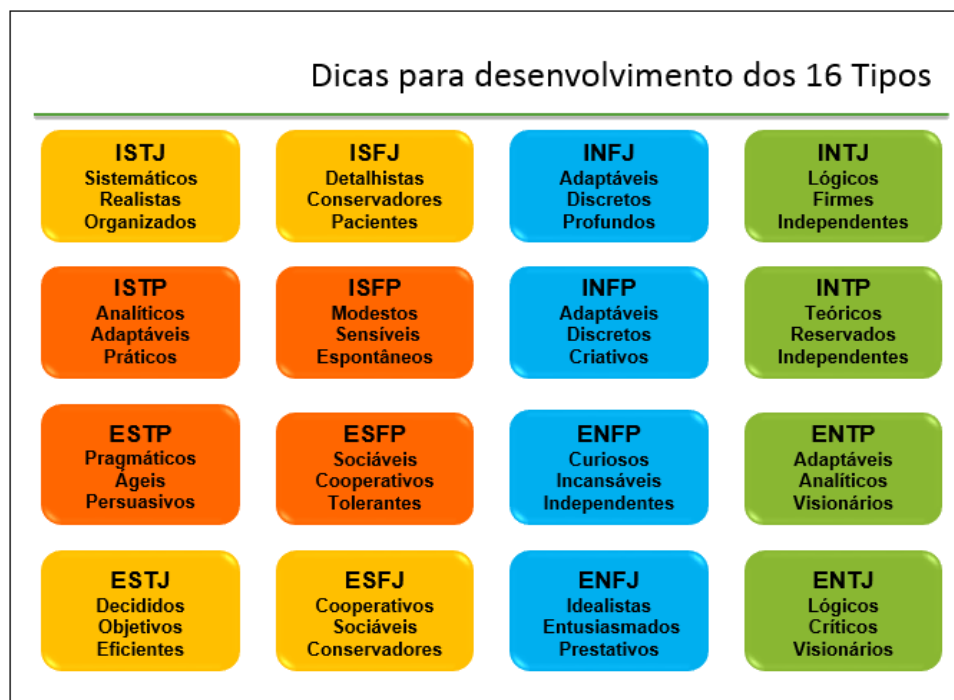 Dicas para desenvolvimento dos 16 Tipos
ISTJ
Sistemáticos
Realistas
Organizados
ISFJ
Detalhistas
Conservadores
Pacientes
INFJ
Adaptáveis
Discretos
Profundos
INTJ
Lógicos
Firmes
Independentes
ISTP
Analíticos
Adaptáveis
Práticos
ISFP
Modestos
Sensíveis
Espontâneos
INFP
Adaptáveis
Discretos
Criativos
INTP
Teóricos
Reservados
Independentes
ESTP
Pragmáticos
Ágeis
Persuasivos
ESFP
Sociáveis
Cooperativos
Tolerantes
ENFP
Curiosos
Incansáveis
Independentes
ENTP
Adaptáveis
Analíticos
Visionários
ESTJ
Decididos
Objetivos
Eficientes
ESFJ
Cooperativos
Sociáveis
Conservadores
ENFJ
Idealistas
Entusiasmados
Prestativos
ENTJ
Lógicos
Críticos
Visionários